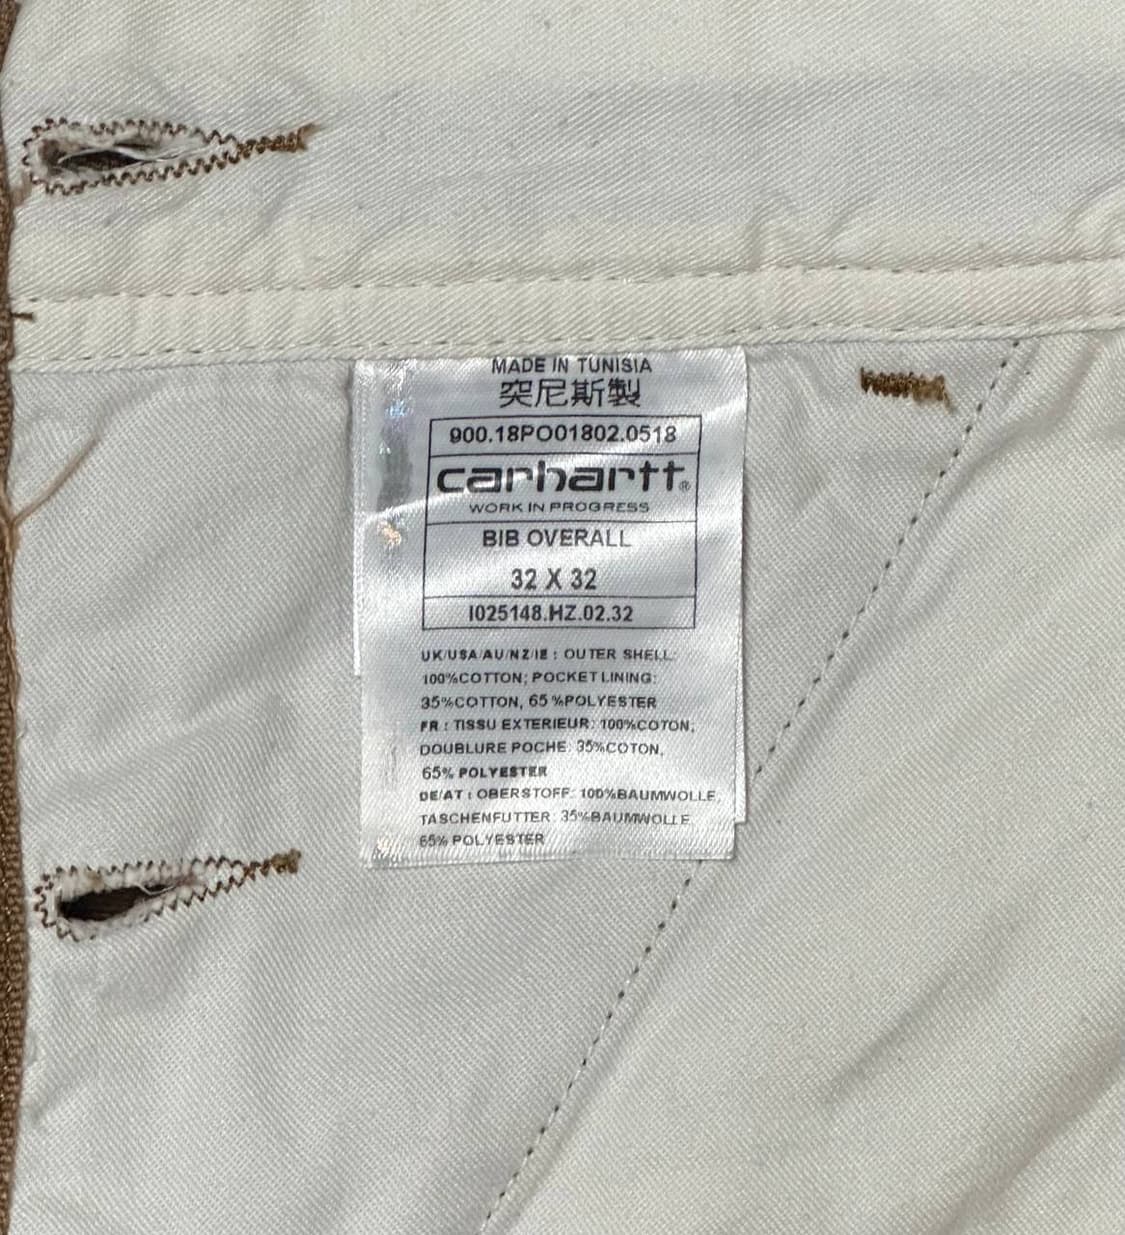 MADE IN TUNISIA
突尼斯製
900.18PO01802.0518
carhartt®
WORK IN PROGRESS
BIB OVERALL
32 X 32
I025148.HZ.02.32
UK/USA/AU/NZ/IE : OUTER SHELL:
100%COTTON; POCKET LINING:
35%COTTON, 65%POLYESTER
FR : TISSU EXTERIEUR: 100%COTON;
DOUBLURE POCHE: 35%COTON,
65% POLYESTER
DE/AT : OBERSTOFF: 100%BAUMWOLLE,
TASCHENFUTTER: 35%BAUMWOLLE
65% POLYESTER